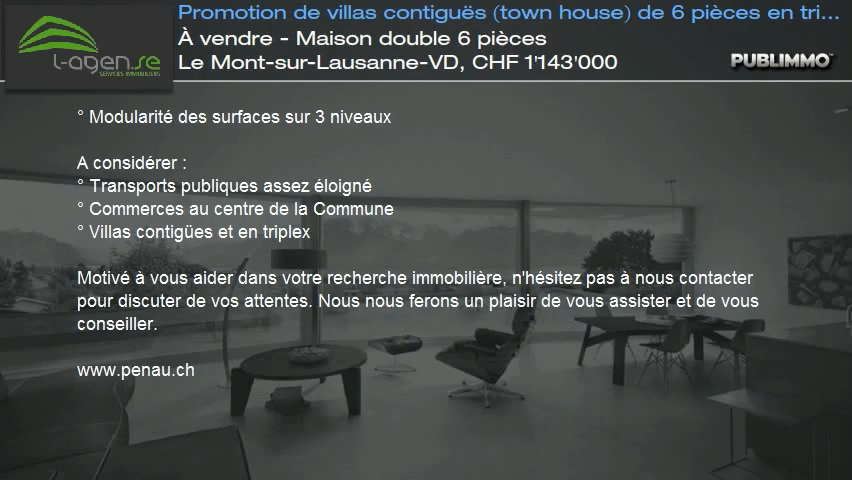 Promotion de villas contiguës (town house) de 6 pièces en tri...
À vendre - Maison double 6 pièces
Le Mont-sur-Lausanne-VD, CHF 1'143'000
l-agen.se
SERVICES IMMOBILIERS
PUBLIMMO
° Modularité des surfaces sur 3 niveaux
A considérer :
° Transports publiques assez éloigné
° Commerces au centre de la Commune
° Villas contigües et en triplex
Motivé à vous aider dans votre recherche immobilière, n'hésitez pas à nous contacter
pour discuter de vos attentes. Nous nous ferons un plaisir de vous assister et de vous
conseiller.
www.penau.ch